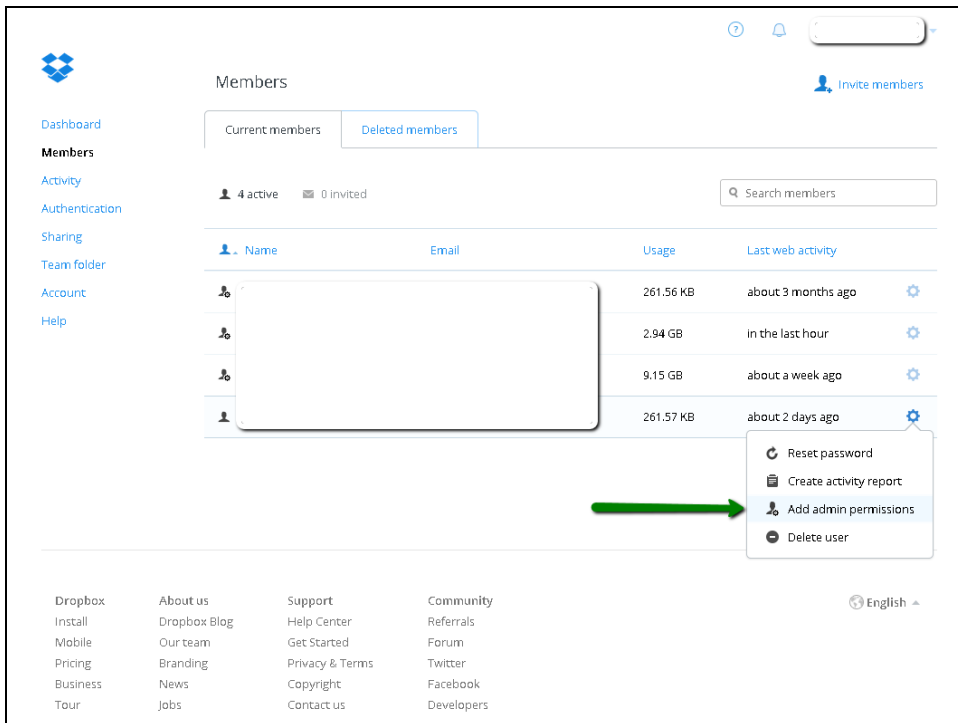 ?
Members
Invite members
Dashboard
Members
Activity
Authentication
Sharing
Team folder
Account
Help
Current members
Deleted members
4 active
0 invited
Search members
Name Email Usage Last web activity
261.56 KB about 3 months ago
2.94 GB in the last hour
9.15 GB about a week ago
261.57 KB about 2 days ago
Reset password
Create activity report
Add admin permissions
Delete user
Dropbox
Install
Mobile
Pricing
Business
Tour
About us
Dropbox Blog
Our team
Branding
News
Jobs
Support
Help Center
Get Started
Privacy & Terms
Copyright
Contact us
Community
Referrals
Forum
Twitter
Facebook
Developers
English